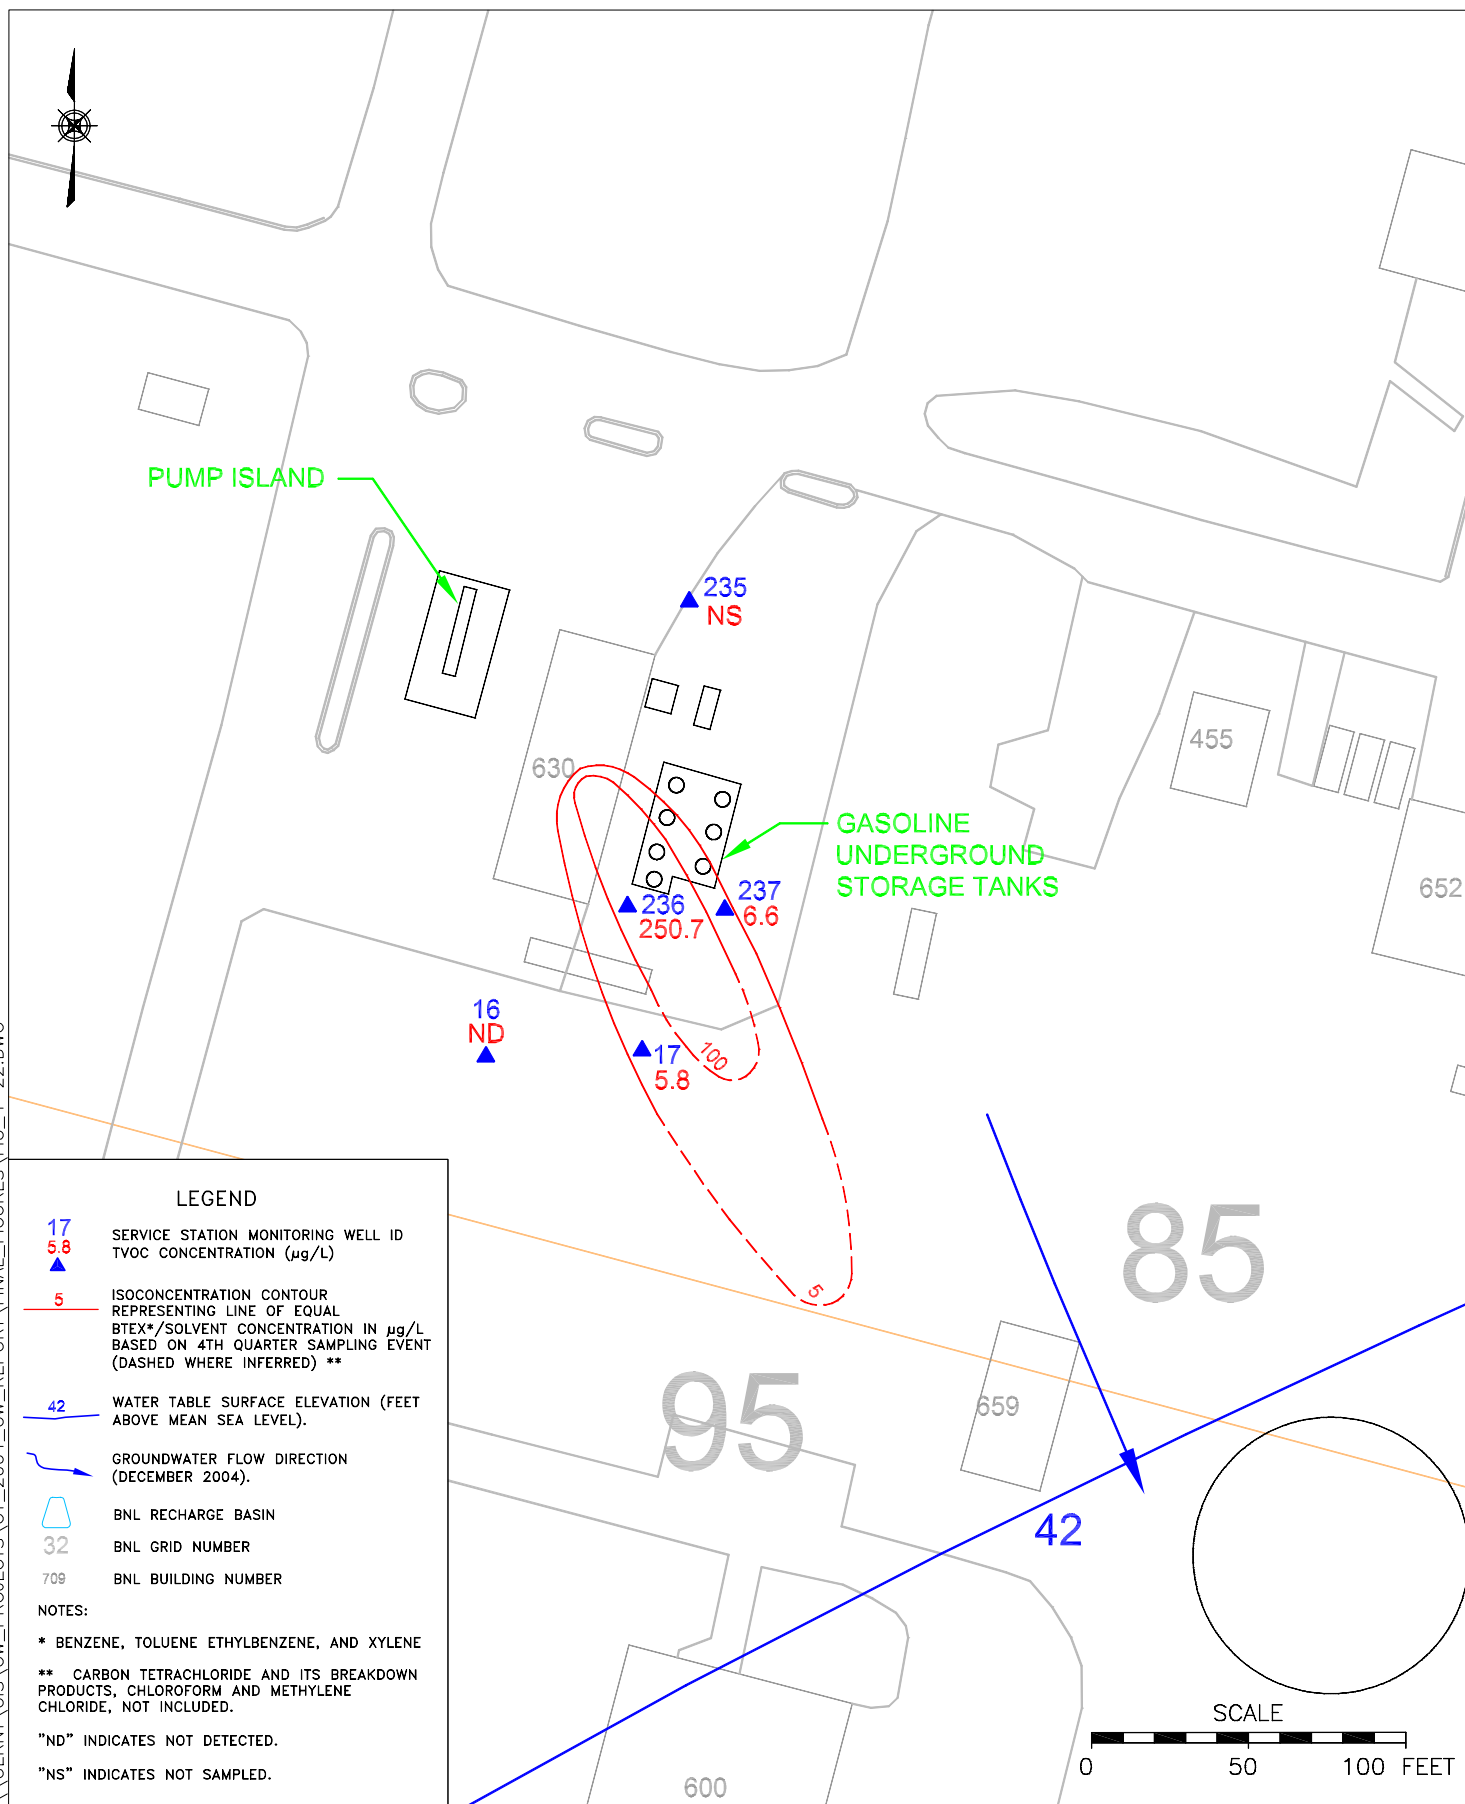 PUMP ISLAND
235
NS
630
455
GASOLINE
UNDERGROUND
STORAGE TANKS
652
236
250.7
237
6.6
16
ND
17
5.8
100
5
85
95
659
42
600
SCALE
0 50 100 FEET
LEGEND
17
5.8
SERVICE STATION MONITORING WELL ID
TVOC CONCENTRATION (µg/L)
5
ISOCONCENTRATION CONTOUR
REPRESENTING LINE OF EQUAL
BTEX*/SOLVENT CONCENTRATION IN µg/L
BASED ON 4TH QUARTER SAMPLING EVENT
(DASHED WHERE INFERRED) **
42
WATER TABLE SURFACE ELEVATION (FEET
ABOVE MEAN SEA LEVEL).
GROUNDWATER FLOW DIRECTION
(DECEMBER 2004).
BNL RECHARGE BASIN
32 BNL GRID NUMBER
709 BNL BUILDING NUMBER
NOTES:
* BENZENE, TOLUENE ETHYLBENZENE, AND XYLENE
** CARBON TETRACHLORIDE AND ITS BREAKDOWN
PRODUCTS, CHLOROFORM AND METHYLENE
CHLORIDE, NOT INCLUDED.
"ND" INDICATES NOT DETECTED.
"NS" INDICATES NOT SAMPLED.